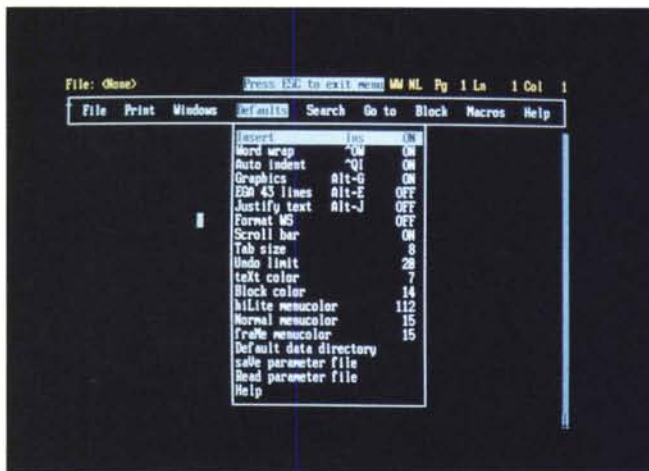 File: <None> Press ESC to exit menu WW NL Pg 1 Ln 1 Col 1
File Print Windows Defaults Search Go to Block Macros Help
Insert Ins ON
Word wrap ^OW ON
Auto indent ^QI ON
Graphics Alt-G ON
EGA 43 lines Alt-E OFF
Justify text Alt-J OFF
Format WS OFF
Scroll bar ON
Tab size 8
Undo limit 20
teXt color 7
Block color 14
hiLite menucolor 112
Normal menucolor 15
fraMe menucolor 15
Default data directory
saVe parameter file
Read parameter file
Help